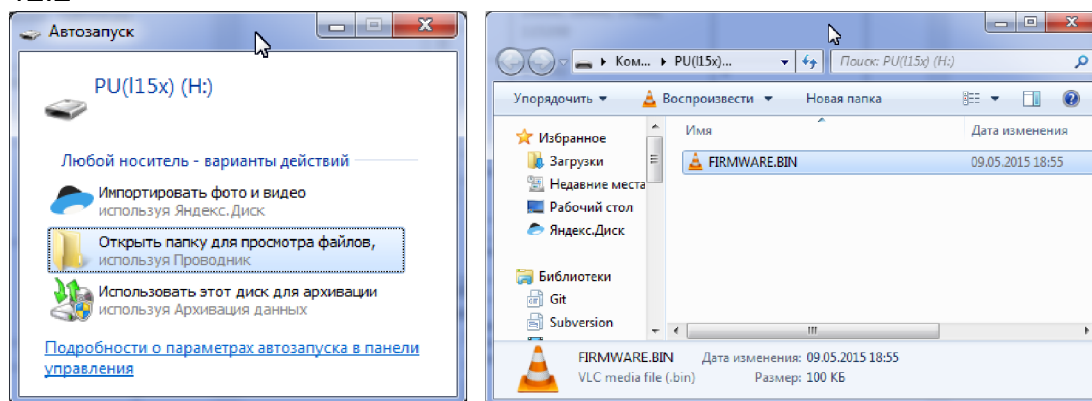 Автозапуск
PU(l15x) (H:)
Любой носитель - варианты действий
Импортировать фото и видео
используя Яндекс.Диск
Открыть папку для просмотра файлов,
используя Проводник
Использовать этот диск для архивации
используя Архивация данных
Подробности о параметрах автозапуска в панели
управления
Ком... PU(l15x)... Поиск: PU(l15x) (H:)
Упорядочить Воспроизвести Новая папка
Избранное
Загрузки
Недавние места
Рабочий стол
Яндекс.Диск
Библиотеки
Git
Subversion
Имя Дата изменения
FIRMWARE.BIN 09.05.2015 18:55
FIRMWARE.BIN Дата изменения: 09.05.2015 18:55
VLC media file (.bin) Размер: 100 КБ